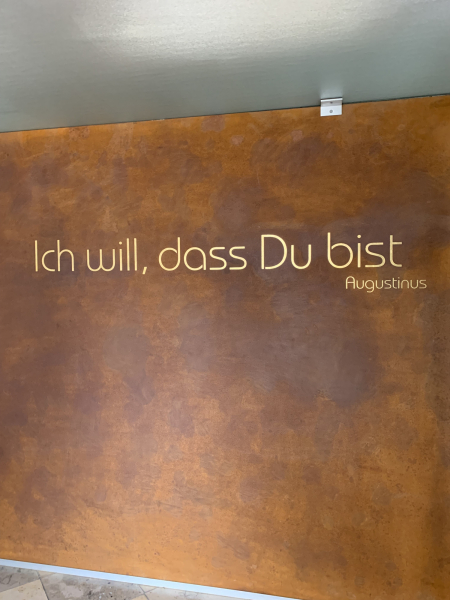 Ich will, dass Du bist
Augustinus